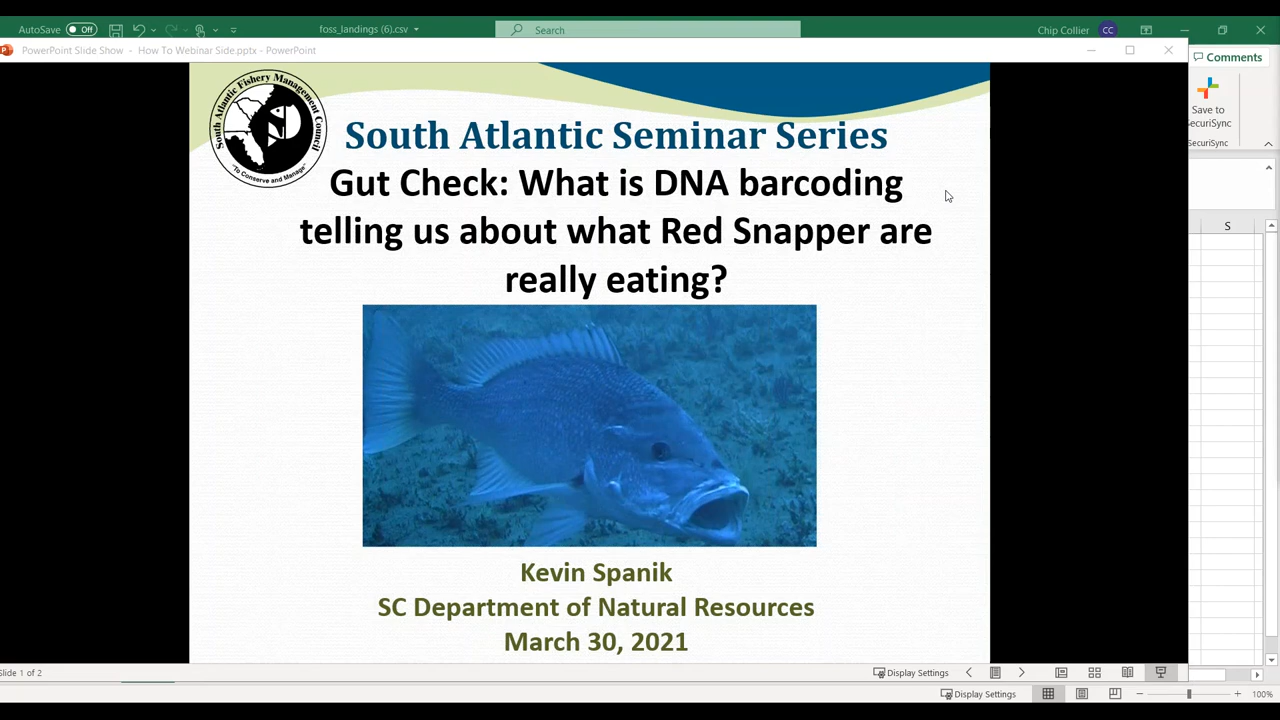 AutoSave Off
foss_landings (6).csv
Search
Chip Collier CC
PowerPoint Slide Show - How To Webinar Side.pptx - PowerPoint
Comments
Save to
ecuriSync
ecuriSync
S
South Atlantic Fishery Management Council
"To Conserve and Manage"
South Atlantic Seminar Series
Gut Check: What is DNA barcoding
telling us about what Red Snapper are
really eating?
Kevin Spanik
SC Department of Natural Resources
March 30, 2021
Slide 1 of 2
Display Settings
Display Settings
100%